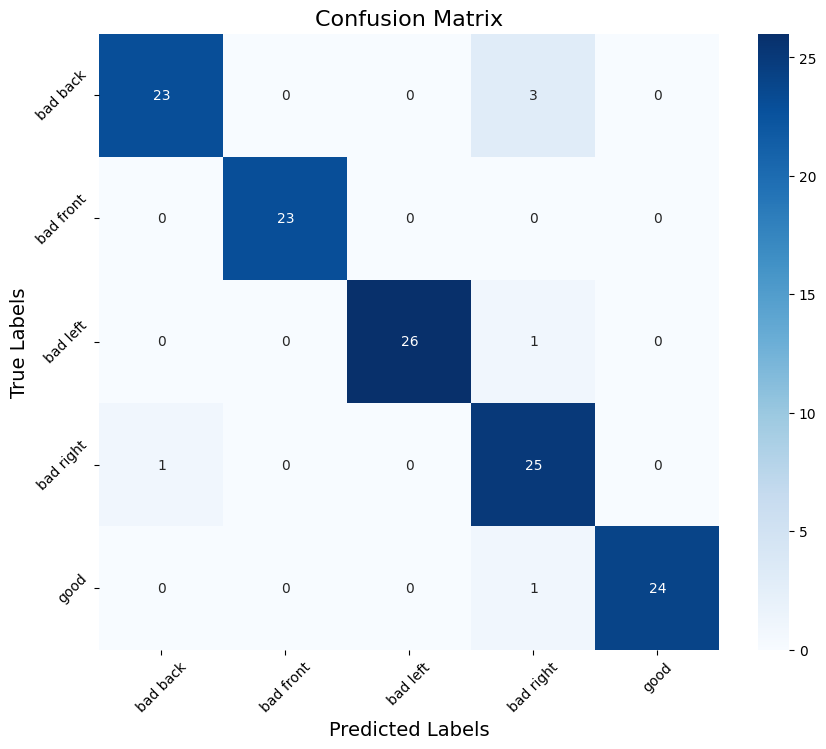 Confusion Matrix
True Labels
bad back
23 0 0 3 0
bad front
0 23 0 0 0
bad left
0 0 26 1 0
bad right
1 0 0 25 0
good
0 0 0 1 24
bad back
bad front
bad left
bad right
good
Predicted Labels
25
20
15
10
5
0